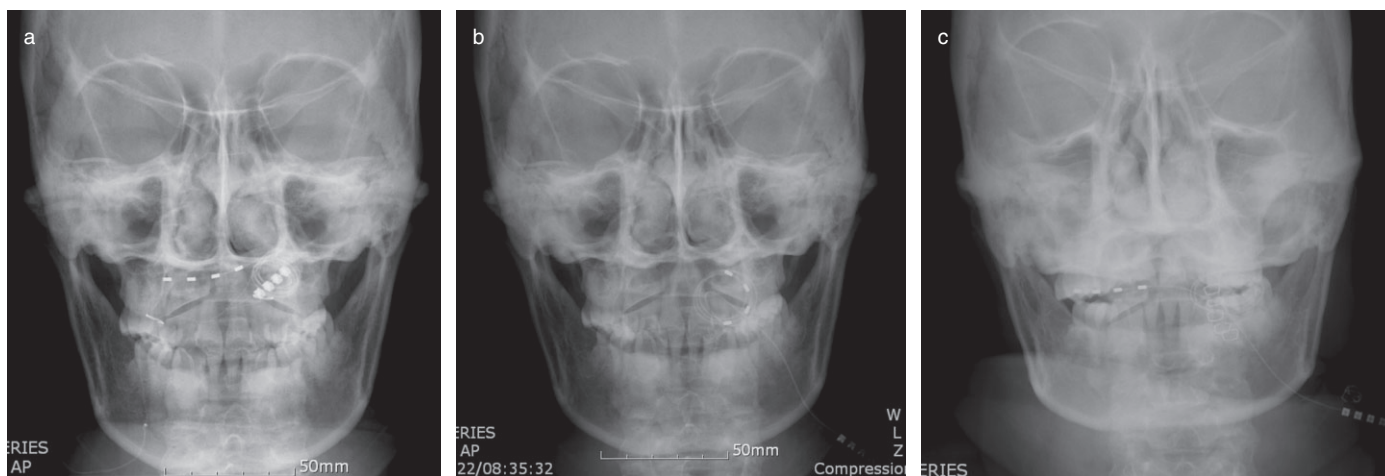 a
ERIES
AP
50mm
b
ERIES
AP
22/08:35:32
50mm
W
L
Z
Compression
c
ERIES